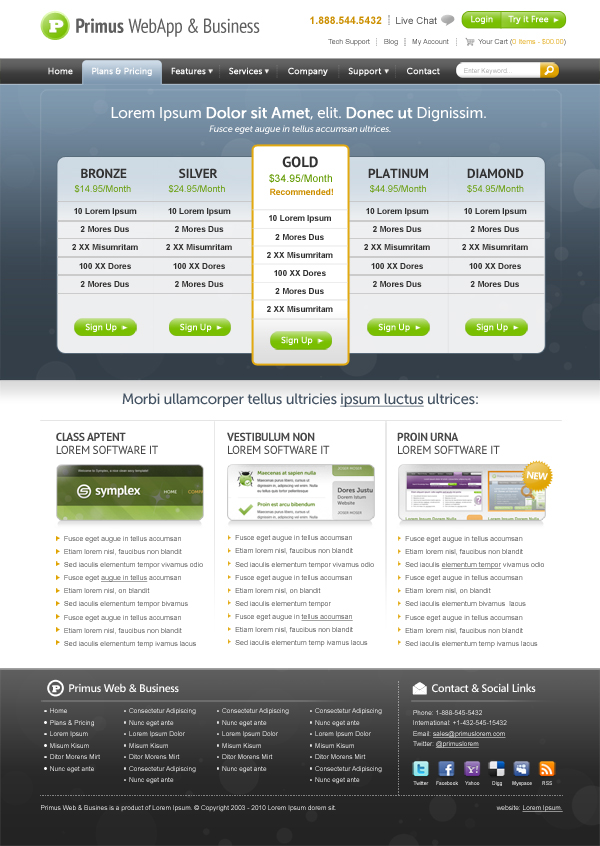 Primus WebApp & Business
1.888.544.5432 Live Chat Login Try it Free ►
Tech Support Blog My Account Your Cart (0 Items - $00.00)
Home Plans & Pricing Features ▼ Services ▼ Company Support ▼ Contact Enter Keyword...
Lorem Ipsum Dolor sit Amet, elit. Donec ut Dignissim.
Fusce eget augue in tellus accumsan ultrices.
BRONZE
$14.95/Month
10 Lorem Ipsum
2 Mores Dus
2 XX Misumritam
100 XX Dores
2 Mores Dus
Sign Up ►
SILVER
$24.95/Month
10 Lorem Ipsum
2 Mores Dus
2 XX Misumritam
100 XX Dores
2 Mores Dus
Sign Up ►
GOLD
$34.95/Month
Recommended!
10 Lorem Ipsum
2 Mores Dus
2 XX Misumritam
100 XX Dores
2 Mores Dus
2 XX Misumritam
Sign Up ►
PLATINUM
$44.95/Month
10 Lorem Ipsum
2 Mores Dus
2 XX Misumritam
100 XX Dores
2 Mores Dus
Sign Up ►
DIAMOND
$54.95/Month
10 Lorem Ipsum
2 Mores Dus
2 XX Misumritam
100 XX Dores
2 Mores Dus
Sign Up ►
Morbi ullamcorper tellus ultricies ipsum luctus ultrices:
CLASS APTENT
LOREM SOFTWARE IT
symplex
HOME
Fusce eget augue in tellus accumsan
Etiam lorem nisl, faucibus non blandit
Sed iaculis elementum tempor vivamus odio
Fusce eget augue in tellus accumsan
Etiam lorem nisl, on blandit
Sed iaculis elementum tempor bivamus
Fusce eget augue in tellus accumsan
Etiam lorem nisl, faucibus non blandit
Sed iaculis elementum temp ivamus lacus
VESTIBULUM NON
LOREM SOFTWARE IT
Maecenas at sapien nulla
Proin est arcu bibendum
Dores Justu
Lorem Ipsum
Website
Fusce eget augue in tellus accumsan
Etiam lorem nisl, faucibus non blandit
Sed iaculis elementum tempor vivamus odio
Fusce eget augue in tellus accumsan
Etiam lorem nisl, on blandit
Sed iaculis elementum tempor
Fusce eget augue in tellus accumsan
Etiam lorem nisl, faucibus non blandit
Sed iaculis elementum temp ivamus lacus
PROIN URNA
LOREM SOFTWARE IT
NEW
Fusce eget augue in tellus accumsan
Etiam lorem nisl, faucibus non blandit
Sed iaculis elementum tempor vivamus odio
Fusce eget augue in tellus accumsan
Etiam lorem nisl, on blandit
Sed iaculis elementum bivamus lacus
Fusce eget augue in tellus accumsan
Etiam lorem nisl, faucibus non blandit
Sed iaculis elementum temp ivamus lacus
Primus Web & Business
Home
Plans & Pricing
Lorem Ipsum
Misum Kisum
Ditor Morems Mirt
Nunc eget ante
Consectetur Adipiscing
Nunc eget ante
Lorem Ipsum Dolor
Misum Kisum
Ditor Morems Mirt
Consectetur Adipiscing
Nunc eget ante
Consectetur Adipiscing
Nunc eget ante
Lorem Ipsum Dolor
Misum Kisum
Ditor Morems Mirt
Nunc eget ante
Consectetur Adipiscing
Nunc eget ante
Lorem Ipsum Dolor
Misum Kisum
Ditor Morems Mirt
Consectetur Adipiscing
Nunc eget ante
Contact & Social Links
Phone: 1-888-545-5432
International: +1-432-545-15432
Email: sales@primuslorem.com
Twitter: @primuslorem
Twitter Facebook Yahoo Digg Myspace RSS
Primus Web & Busines is a product of Lorem Ipsum. © Copyright 2003 - 2010 Lorem Ipsum dorem sit.
website: Lorem Ipsum.